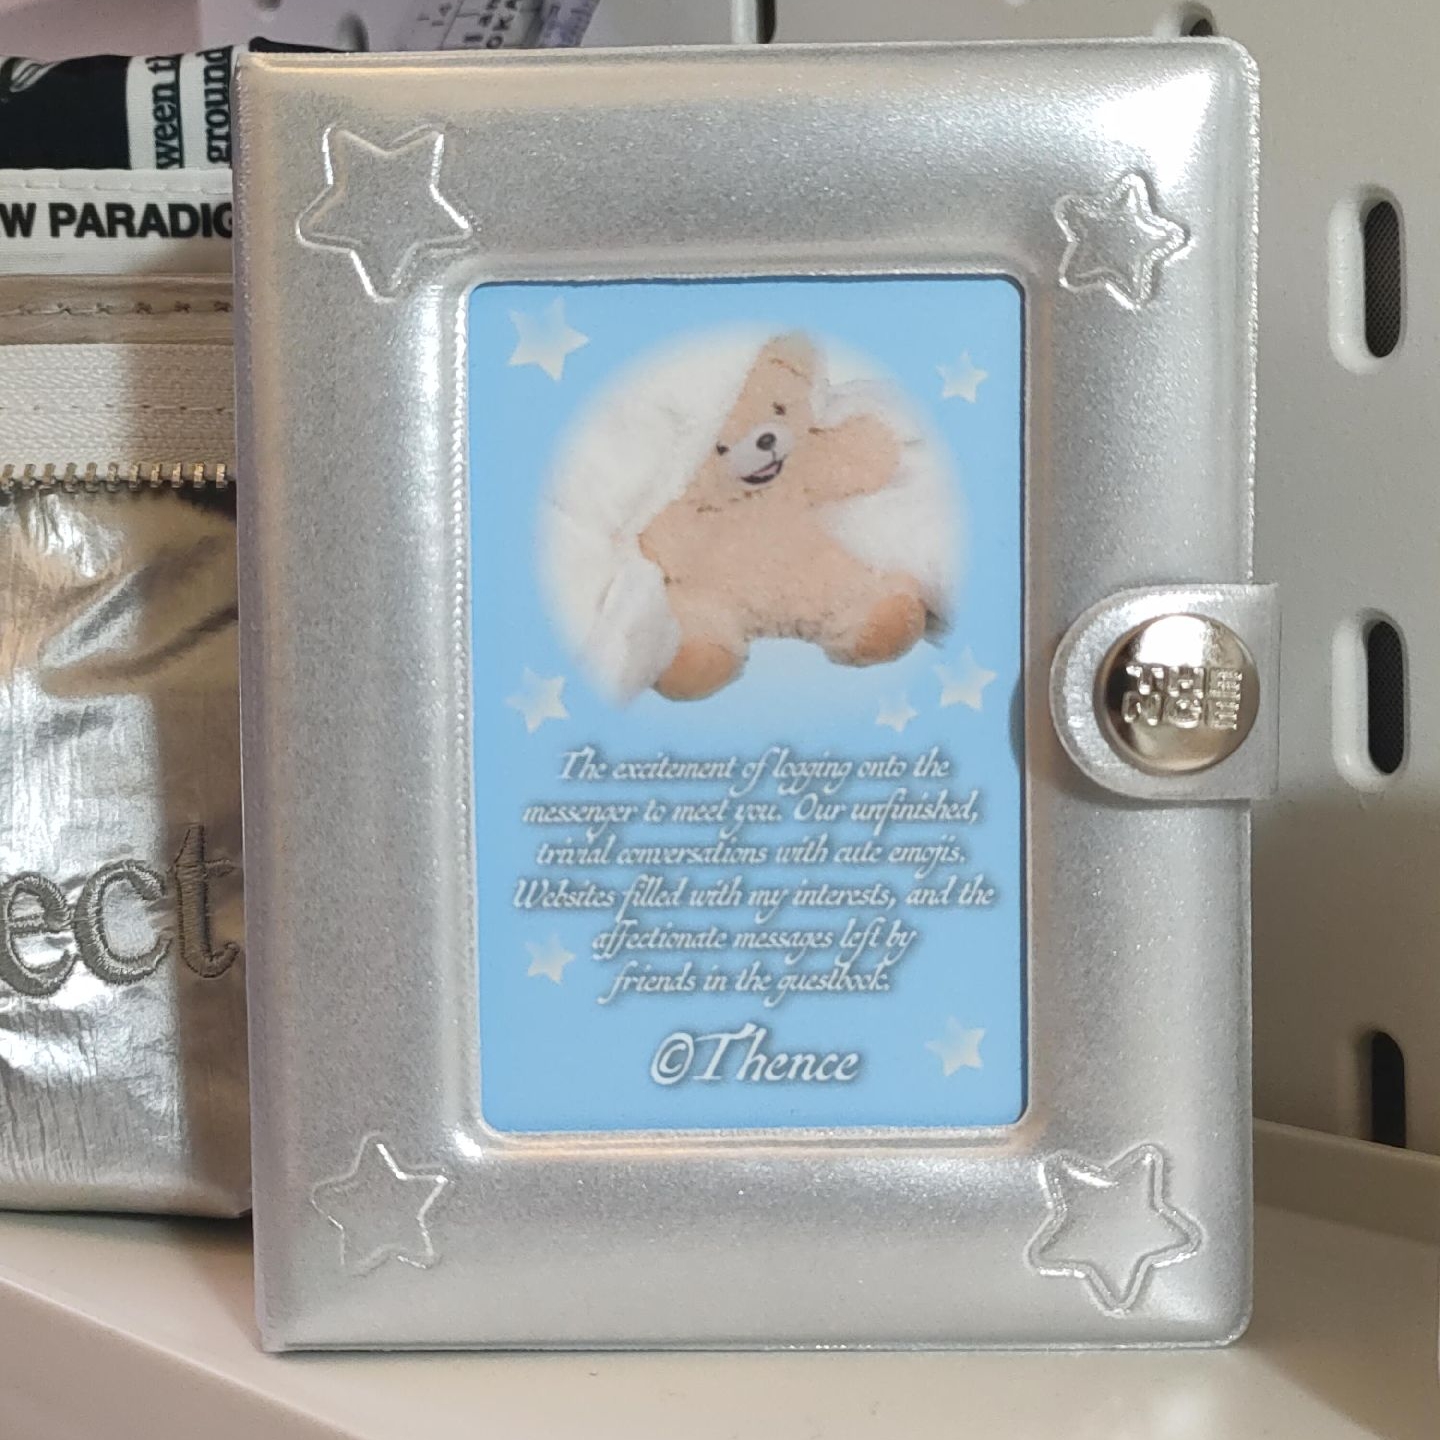 ween th
ground
W PARADIG
ect
THE
NCE
The excitement of logging onto the
messenger to meet you. Our unfinished,
trivial conversations with cute emojis.
Websites filled with my interests, and the
affectionate messages left by
friends in the guestbook.
©Thence